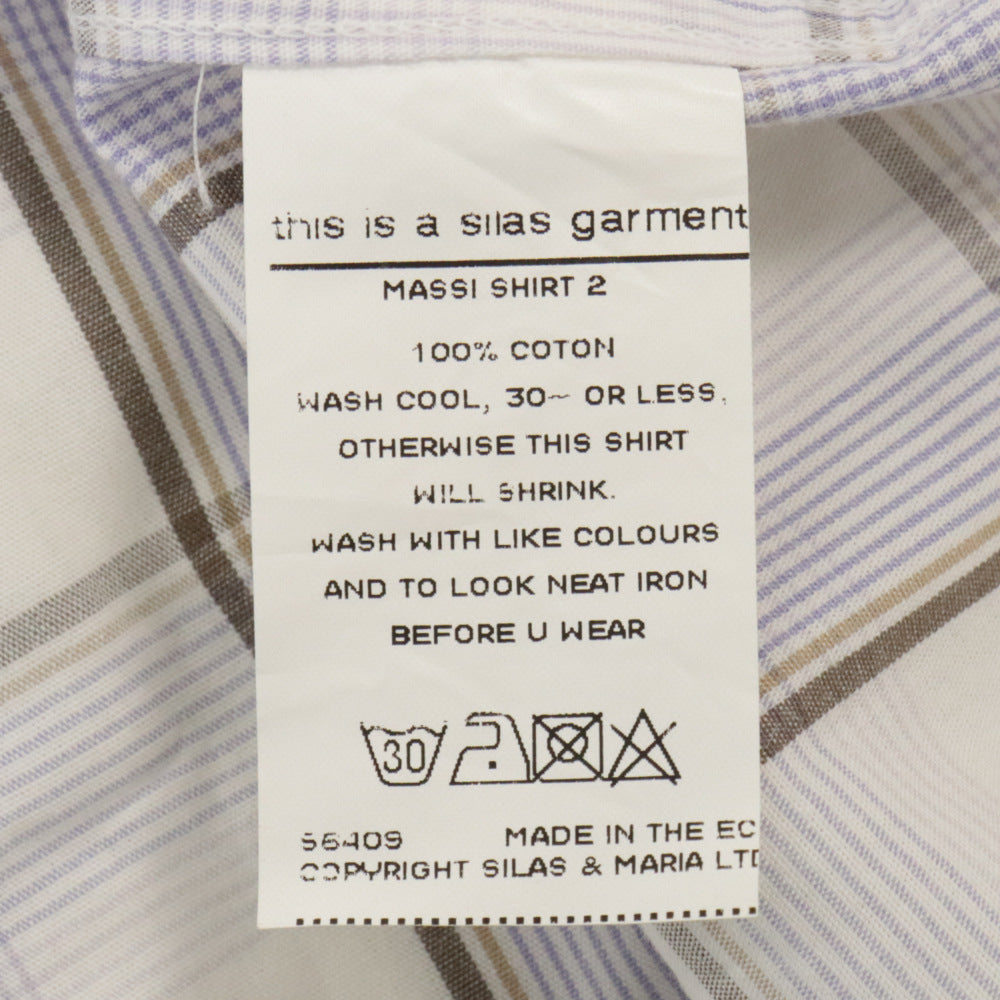 this is a silas garment
MASSI SHIRT 2
100% COTON
WASH COOL, 30~ OR LESS,
OTHERWISE THIS SHIRT
WILL SHRINK.
WASH WITH LIKE COLOURS
AND TO LOOK NEAT IRON
BEFORE U WEAR
30
MADE IN THE EC
COPYRIGHT SILAS & MARIA LTD